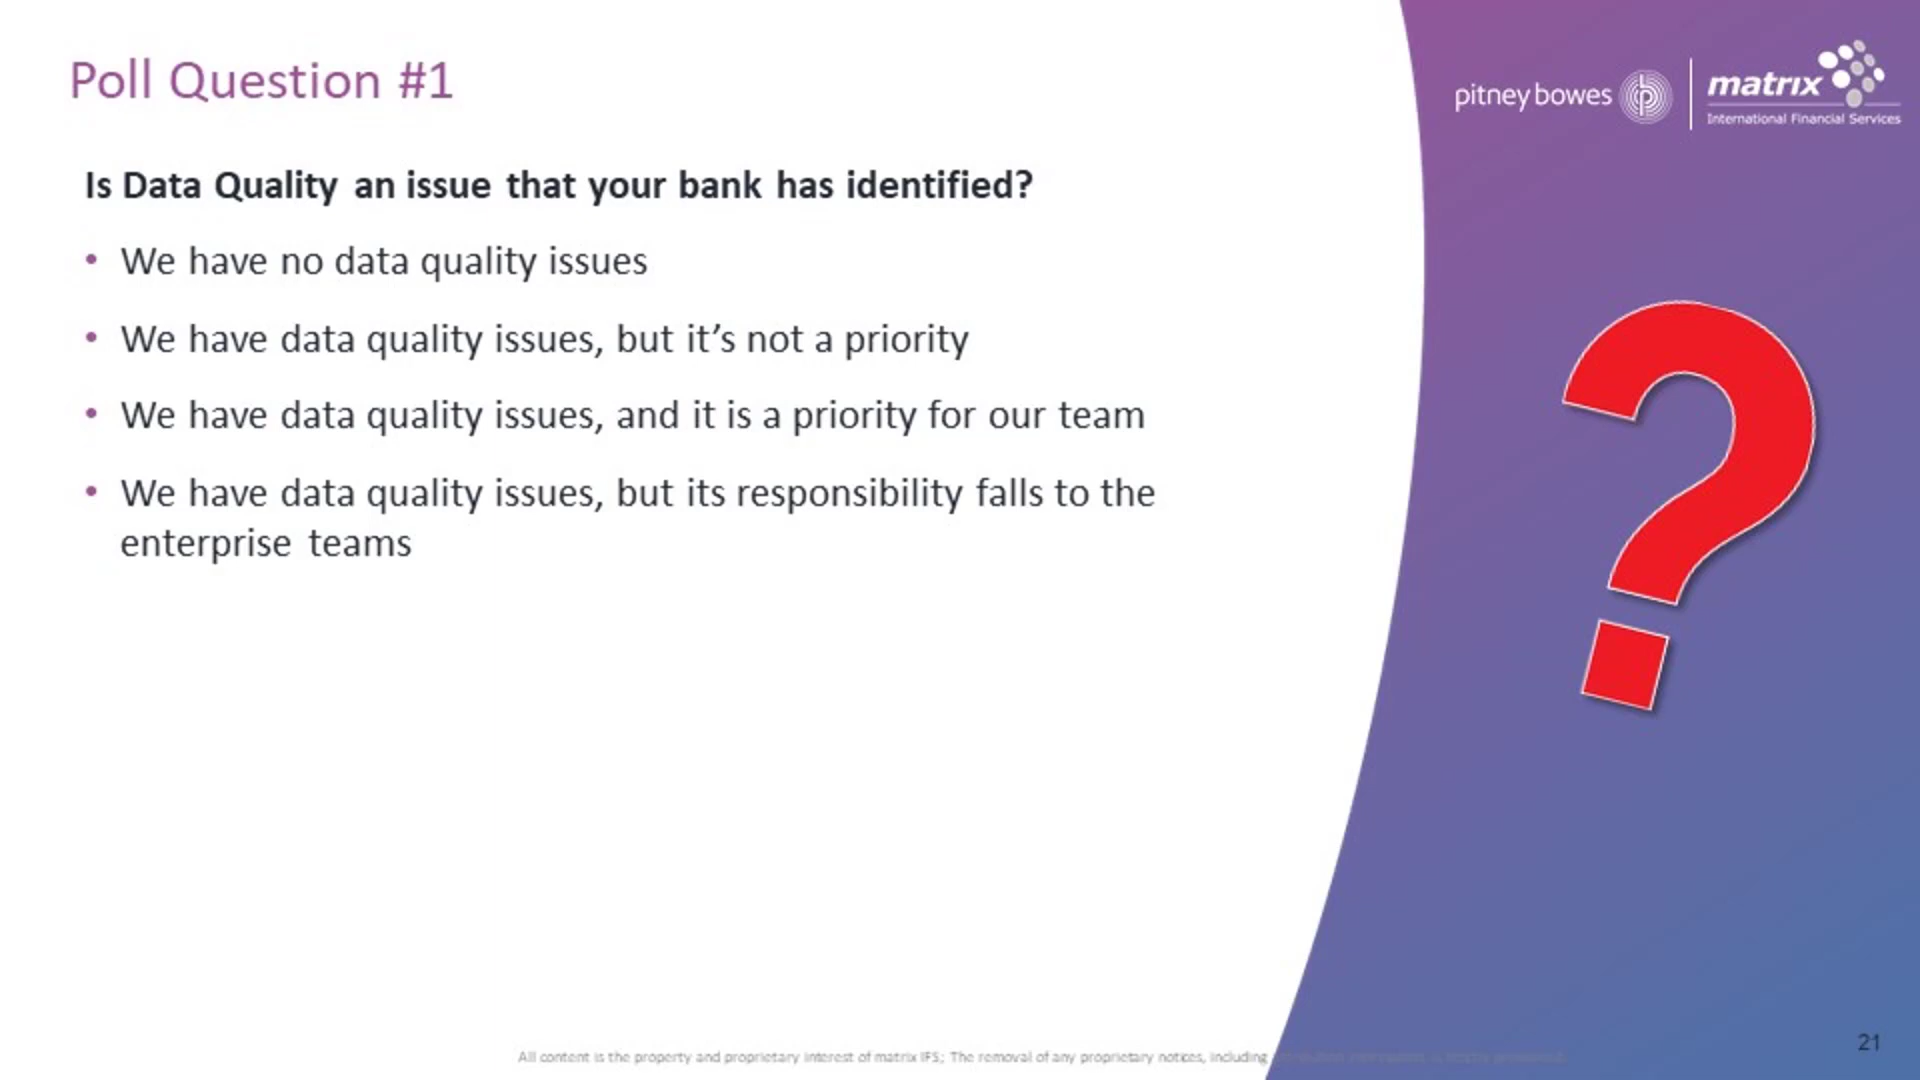 Poll Question #1
pitney bowes
matrix
International Financial Services
Is Data Quality an issue that your bank has identified?
• We have no data quality issues
• We have data quality issues, but it’s not a priority
• We have data quality issues, and it is a priority for our team
• We have data quality issues, but its responsibility falls to the
enterprise teams
?
All content is the property and proprietary interest of matrix IFS; The removal of any proprietary notices, including
21